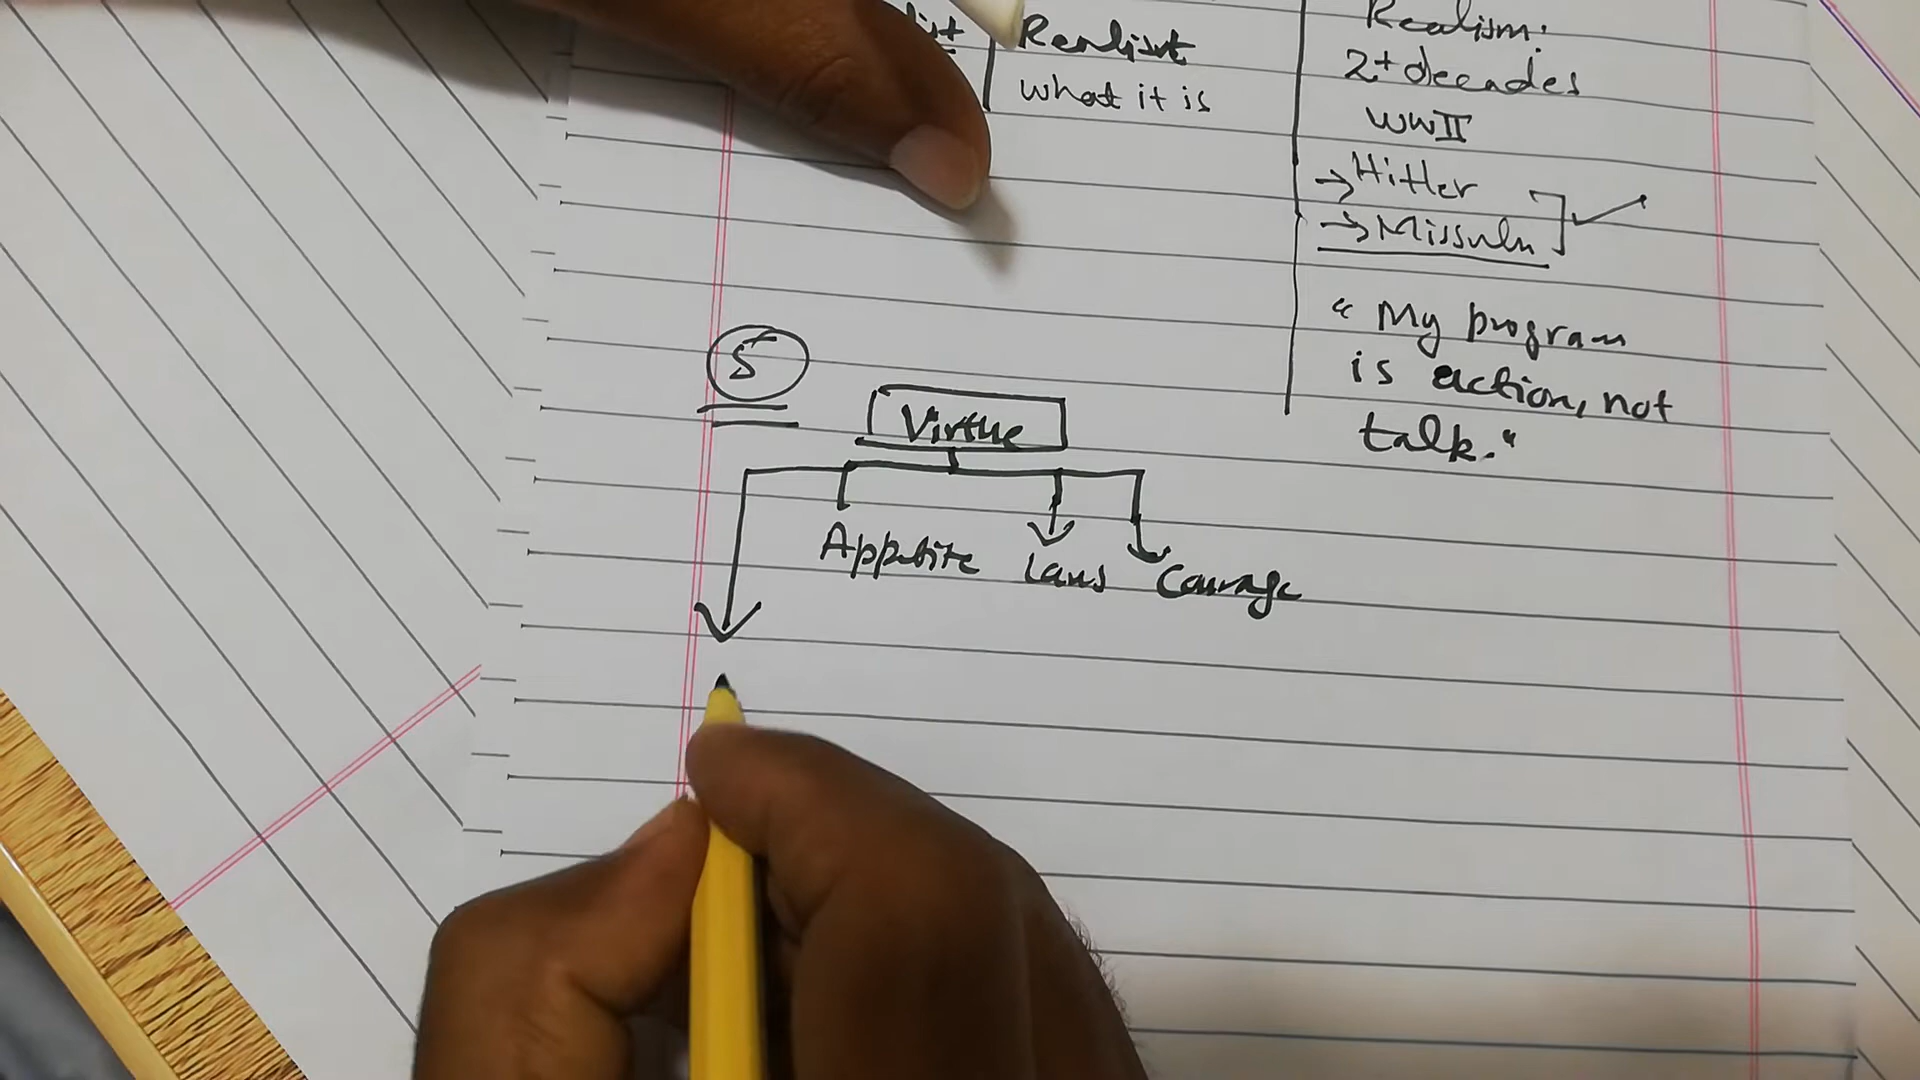 Realist
what it is
Realism:
2+ decades
WWII
→ Hitler
→ Missuln
"My program
is action, not
talk."
5
Virtue
Appetite Laws Courage